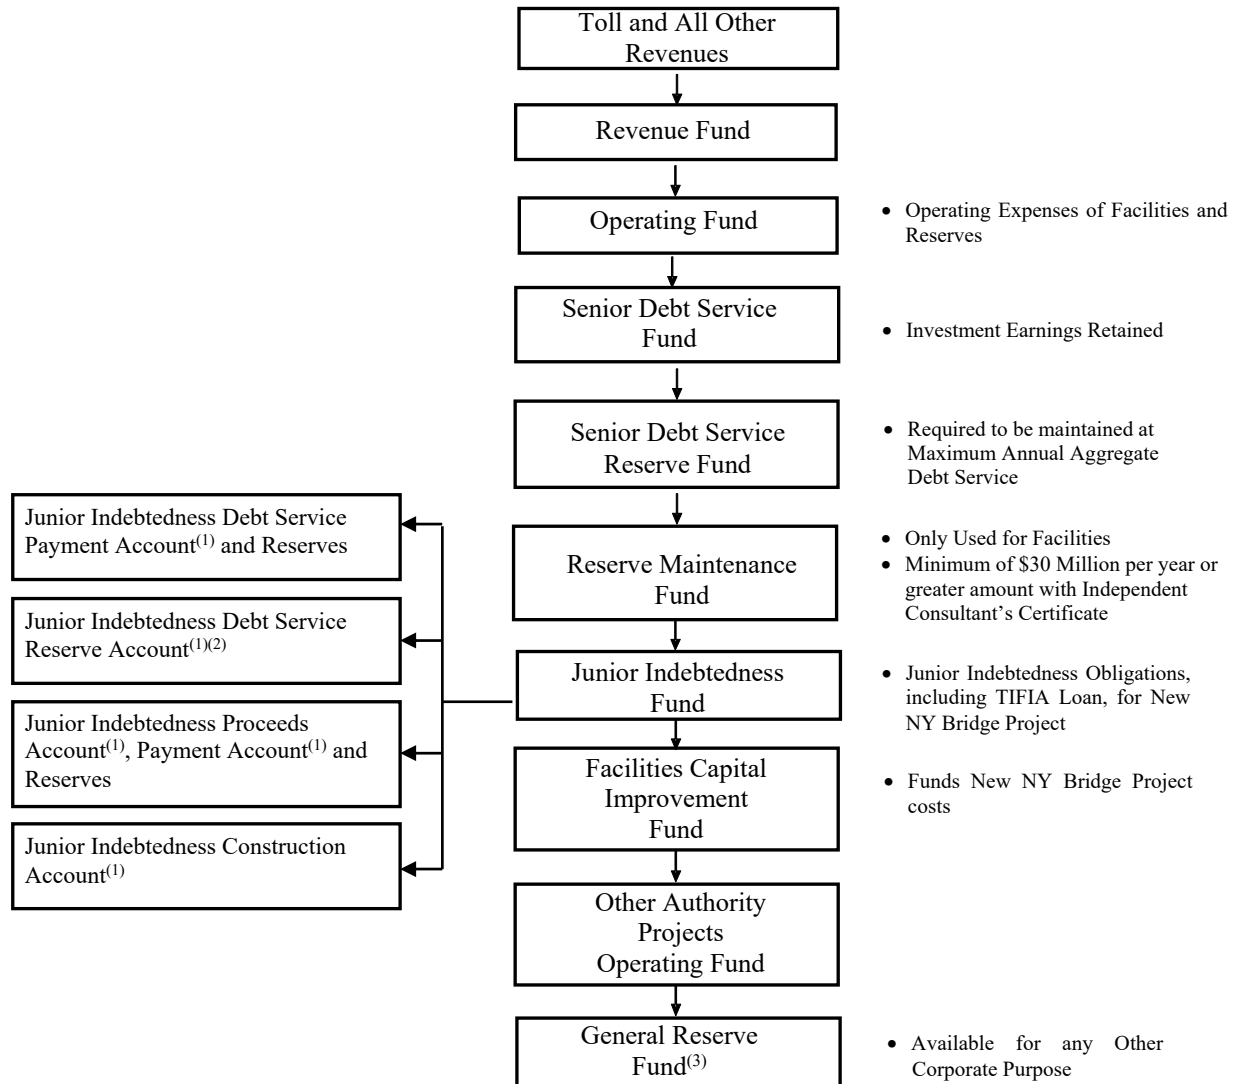 Toll and All Other
Revenues
Revenue Fund
Operating Fund
• Operating Expenses of Facilities and
Reserves
Senior Debt Service
Fund
• Investment Earnings Retained
Senior Debt Service
Reserve Fund
• Required to be maintained at
Maximum Annual Aggregate
Debt Service
Junior Indebtedness Debt Service
Payment Account(1) and Reserves
Reserve Maintenance
Fund
• Only Used for Facilities
• Minimum of $30 Million per year or
greater amount with Independent
Consultant’s Certificate
Junior Indebtedness Debt Service
Reserve Account(1)(2)
Junior Indebtedness
Fund
• Junior Indebtedness Obligations,
including TIFIA Loan, for New
NY Bridge Project
Junior Indebtedness Proceeds
Account(1), Payment Account(1) and
Reserves
Facilities Capital
Improvement
Fund
• Funds New NY Bridge Project
costs
Junior Indebtedness Construction
Account(1)
Other Authority
Projects
Operating Fund
General Reserve
Fund(3)
• Available for any Other
Corporate Purpose